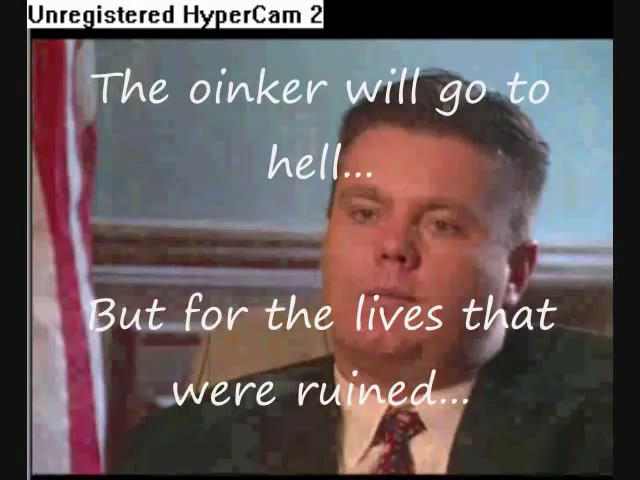 Unregistered HyperCam 2
The oinker will go to
hell...
But for the lives that
were ruined...